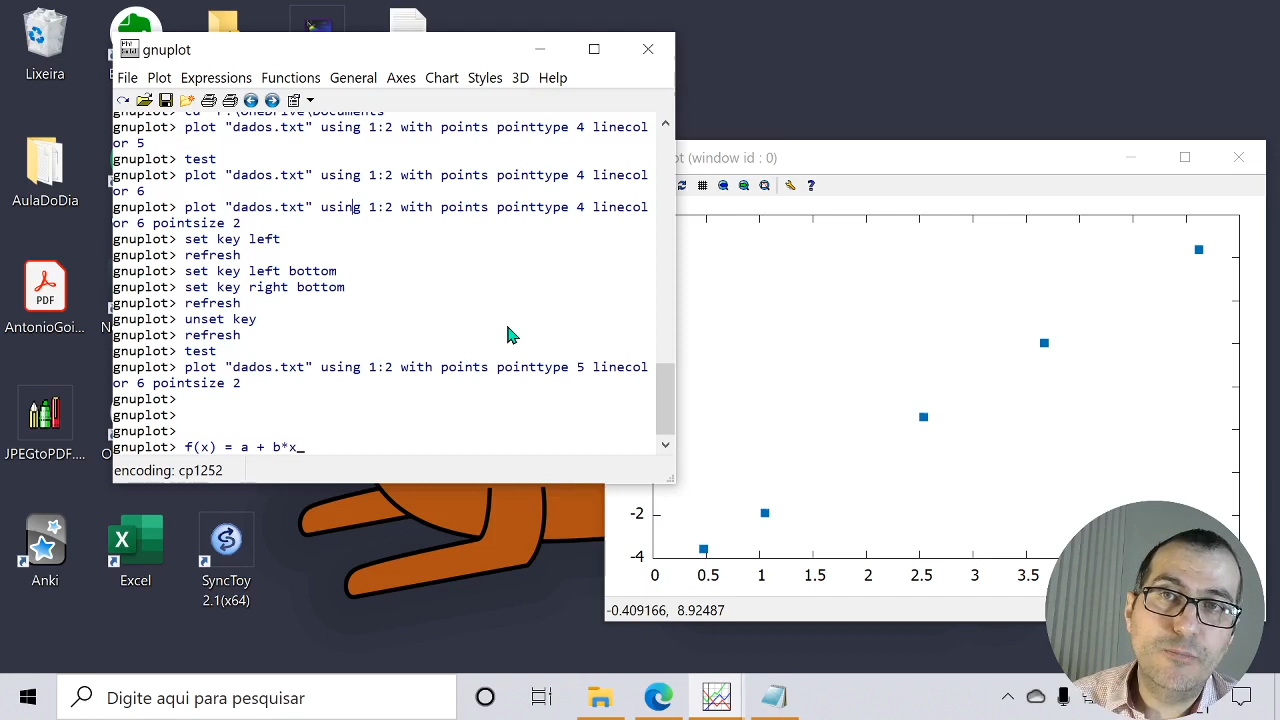 Lixeira
AulaDoDia
PDF
AntonioGoi...
JPEGtoPDF....
Anki
Excel
SyncToy
2.1(x64)
gnuplot
File Plot Expressions Functions General Axes Chart Styles 3D Help
gnuplot> plot "dados.txt" using 1:2 with points pointtype 4 linecol
or 5
gnuplot> test
gnuplot> plot "dados.txt" using 1:2 with points pointtype 4 linecol
or 6
gnuplot> plot "dados.txt" using 1:2 with points pointtype 4 linecol
or 6 pointsize 2
gnuplot> set key left
gnuplot> refresh
gnuplot> set key left bottom
gnuplot> set key right bottom
gnuplot> refresh
gnuplot> unset key
gnuplot> refresh
gnuplot> test
gnuplot> plot "dados.txt" using 1:2 with points pointtype 5 linecol
or 6 pointsize 2
gnuplot>
gnuplot>
gnuplot>
gnuplot> f(x) = a + b*x_
encoding: cp1252
(window id : 0)
-2
-4
0 0.5 1 1.5 2 2.5 3 3.5
-0.409166, 8.92487
Digite aqui para pesquisar